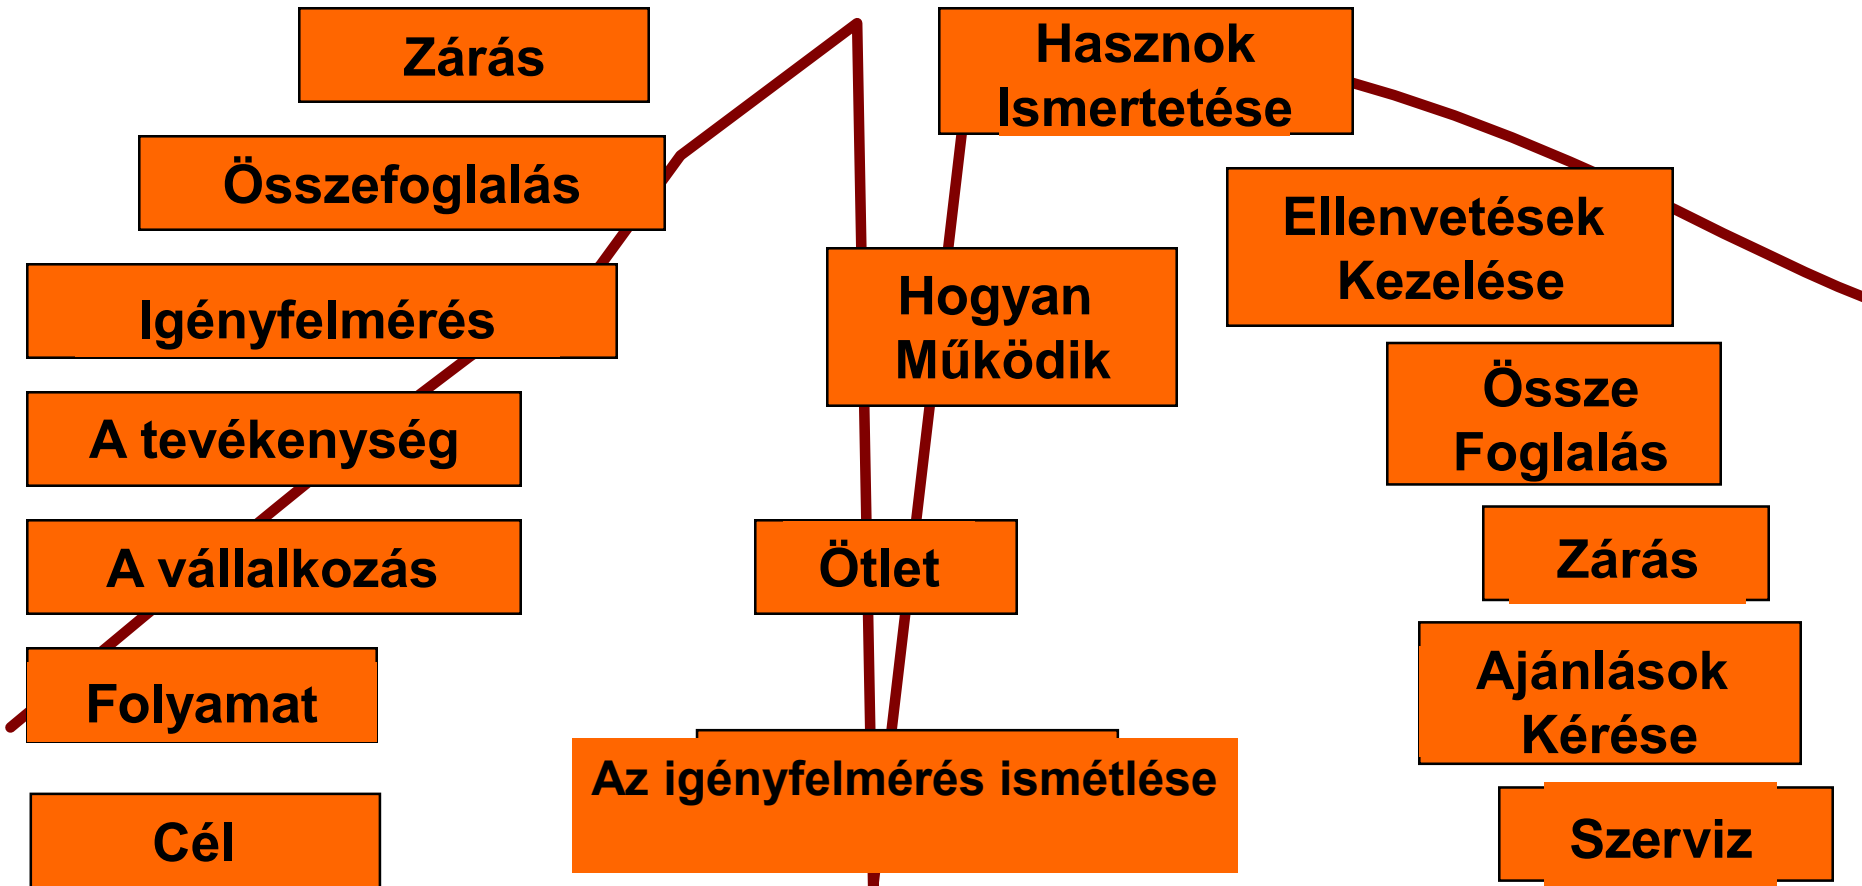 Zárás
Összefoglalás
Igényfelmérés
A tevékenység
A vállalkozás
Folyamat
Cél
Hasznok
Ismertetése
Hogyan
Működik
Ötlet
Az igényfelmérés ismétlése
Ellenvetések
Kezelése
Össze
Foglalás
Zárás
Ajánlások
Kérése
Szerviz